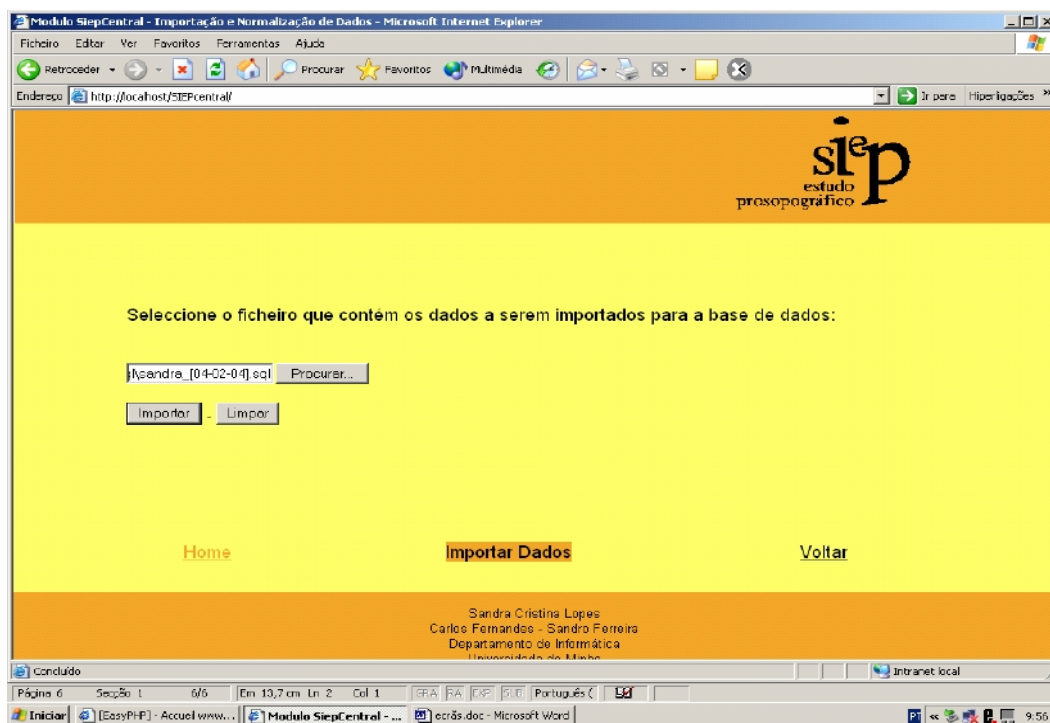 Modulo SiepCentral - Importação e Normalização de Dados - Microsoft Internet Explorer
Ficheiro Editar Ver Favoritos Ferramentas Ajuda
Retroceder Procurar Favoritos Multimédia
Endereço http://locahost/SIEPcentral/ Ir para Hiperligações »
siep
estudo
prosopográfico
Seleccione o ficheiro que contém os dados a serem importados para a base de dados:
\sandra_[04-02-04].sql Procurar...
Importar - Limpar
Home Importar Dados Voltar
Sandra Cristina Lopes
Carlos Fernandes - Sandro Ferreira
Departamento de Informática
Universidade do Minho
Concluído Intranet local
Página 6 Secção 1 6/6 Em 13,7 cm Ln 2 Col 1 GRA RA EXP SUB Português (
Iniciar [EasyPHP] - Accueil www... Modulo SiepCentral - ... ecrãs.doc - Microsoft Word PT « 9:56